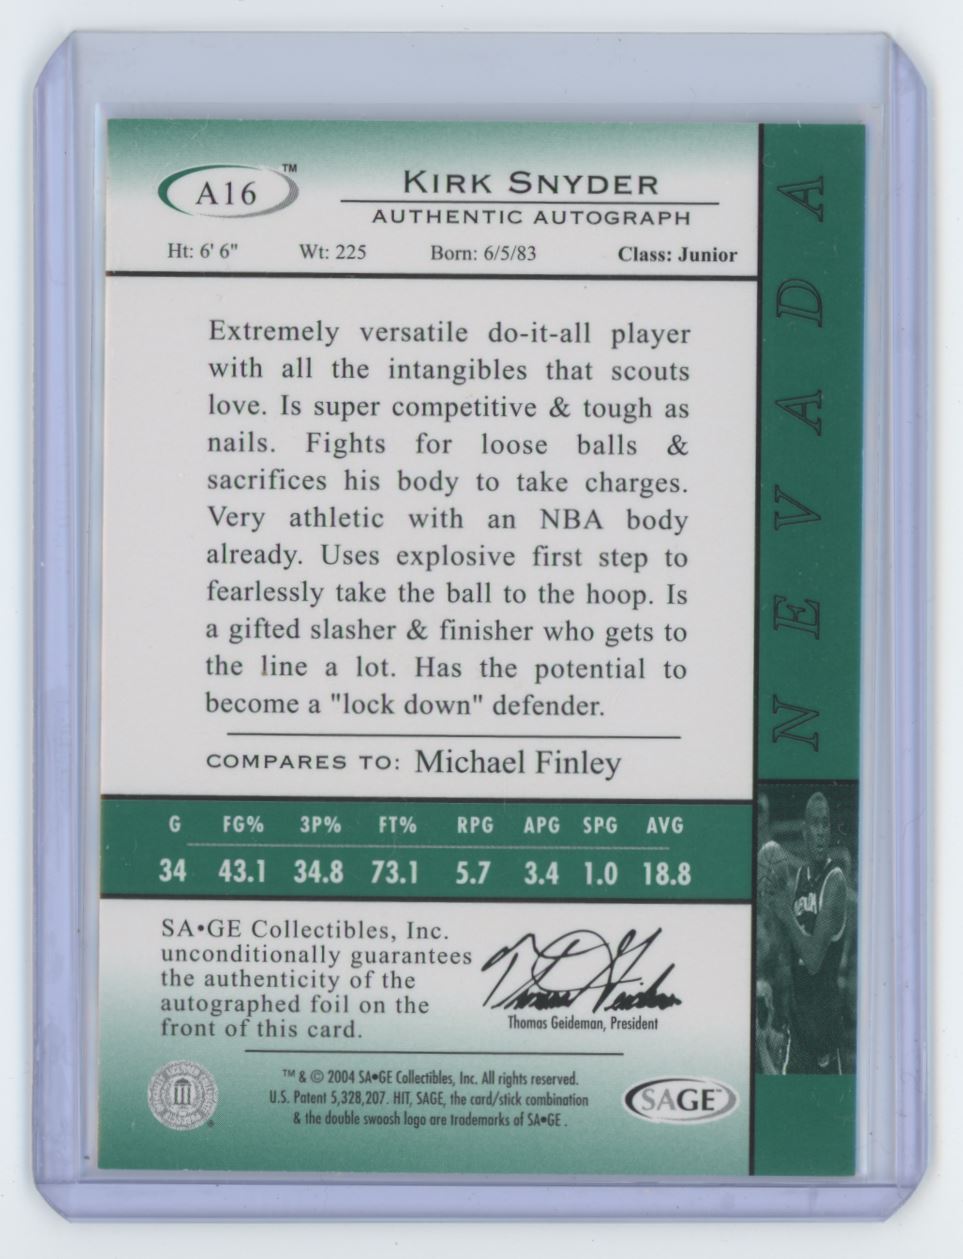 A16
™
KIRK SNYDER
AUTHENTIC AUTOGRAPH
Ht: 6' 6" Wt: 225 Born: 6/5/83 Class: Junior
Extremely versatile do-it-all player
with all the intangibles that scouts
love. Is super competitive & tough as
nails. Fights for loose balls &
sacrifices his body to take charges.
Very athletic with an NBA body
already. Uses explosive first step to
fearlessly take the ball to the hoop. Is
a gifted slasher & finisher who gets to
the line a lot. Has the potential to
become a "lock down" defender.
COMPARES TO: Michael Finley
G FG% 3P% FT% RPG APG SPG AVG
34 43.1 34.8 73.1 5.7 3.4 1.0 18.8
SA•GE Collectibles, Inc.
unconditionally guarantees
the authenticity of the
autographed foil on the
front of this card.
Thomas Geideman, President
™ & © 2004 SA•GE Collectibles, Inc. All rights reserved.
U.S. Patent 5,328,207. HIT, SAGE, the card/stick combination
& the double swoosh logo are trademarks of SA•GE .
SAGE™
NEVADA